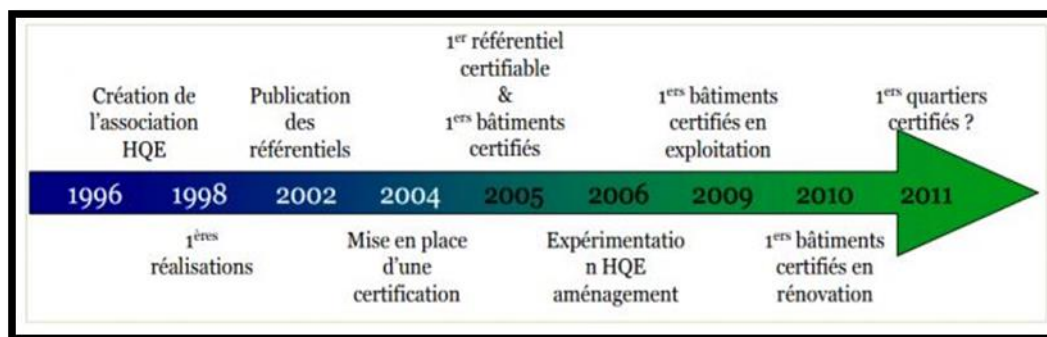 Création de
l'association
HQE
Publication
des
référentiels
1er référentiel
certifiable
&
1ers bâtiments
certifiés
1ers bâtiments
certifiés en
exploitation
1ers quartiers
certifiés ?
1996 1998 2002 2004 2005 2006 2009 2010 2011
1ères
réalisations
Mise en place
d'une
certification
Expérimentatio
n HQE
aménagement
1ers bâtiments
certifiés en
rénovation